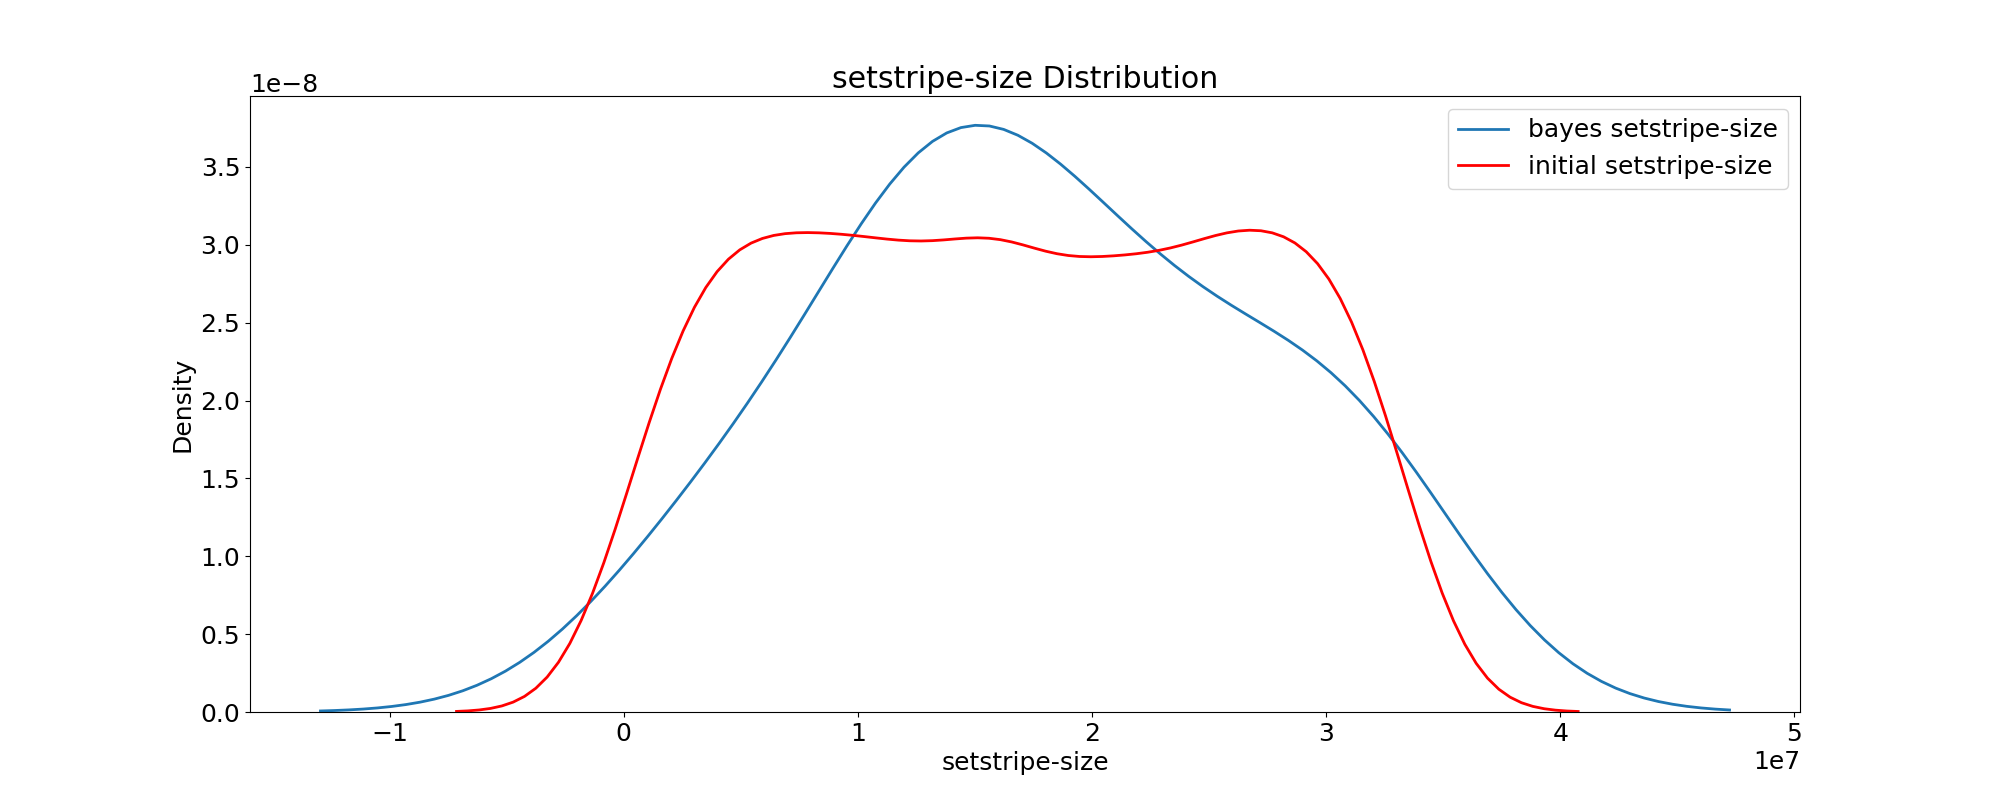 setstripe-size Distribution
1e−8
bayes setstripe-size
initial setstripe-size
3.5
3.0
2.5
2.0
1.5
1.0
0.5
0.0
Density
−1 0 1 2 3 4 5
setstripe-size
1e7